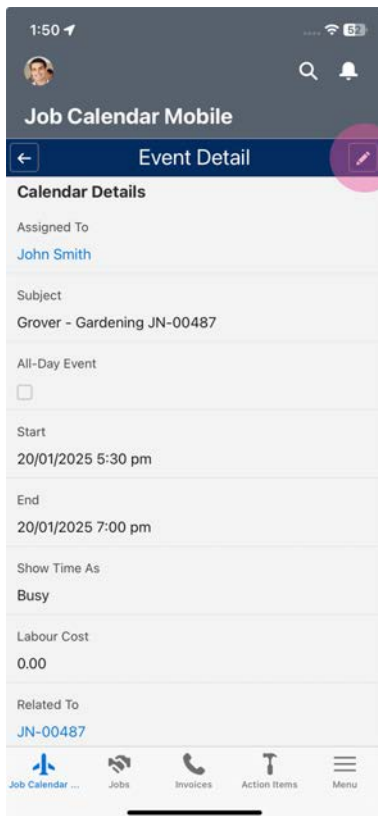 1:50
52
Job Calendar Mobile
Event Detail
Calendar Details
Assigned To
John Smith
Subject
Grover - Gardening JN-00487
All-Day Event
Start
20/01/2025 5:30 pm
End
20/01/2025 7:00 pm
Show Time As
Busy
Labour Cost
0.00
Related To
JN-00487
Job Calendar ...
Jobs
Invoices
Action Items
Menu